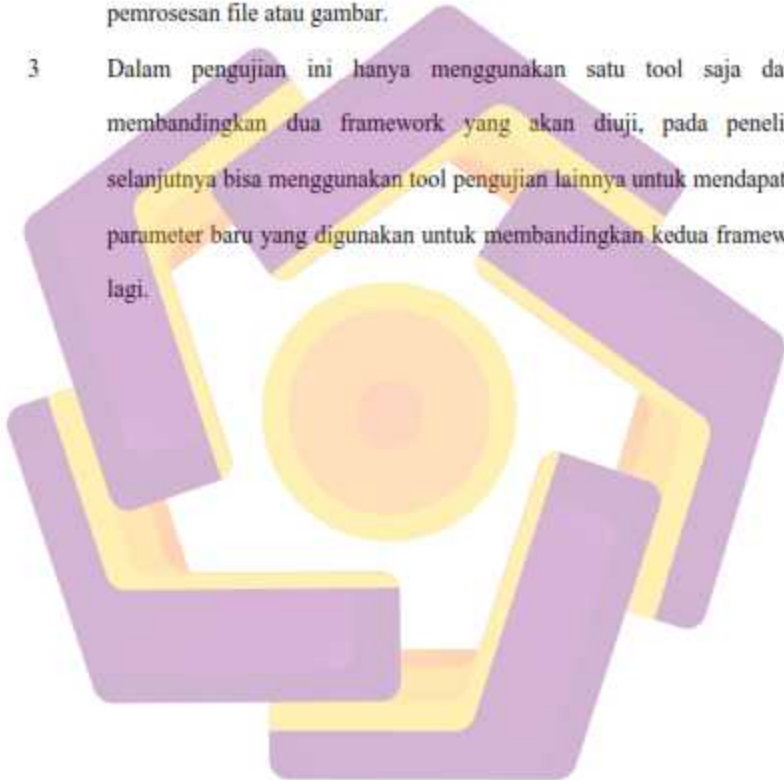 pemrosesan file atau gambar.
3 Dalam pengujian ini hanya menggunakan satu tool saja da
membandingkan dua framework yang akan diuji, pada peneli
selanjutnya bisa menggunakan tool pengujian lainnya untuk mendapat
parameter baru yang digunakan untuk membandingkan kedua framew
lagi.